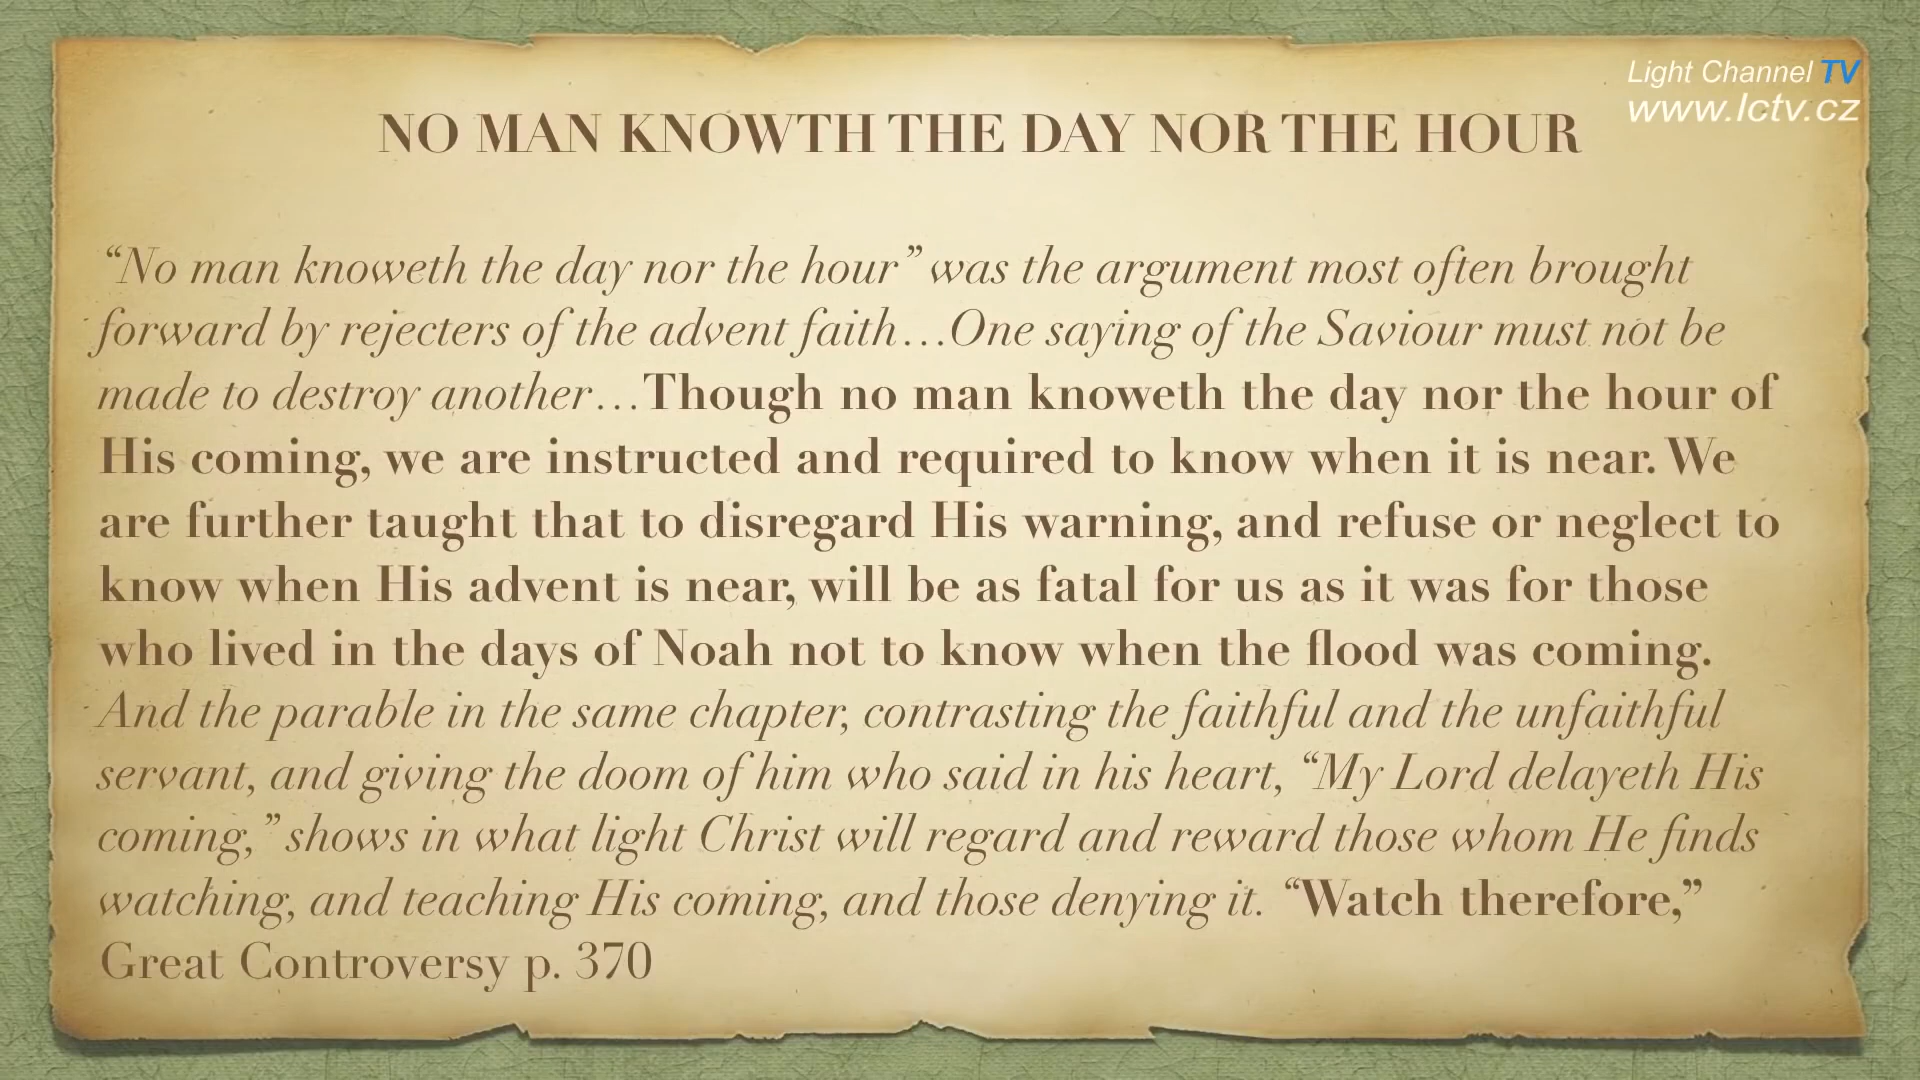 Light Channel TV
www.lctv.cz
NO MAN KNOWTH THE DAY NOR THE HOUR
“No man knoweth the day nor the hour” was the argument most often brought
forward by rejecters of the advent faith…One saying of the Saviour must not be
made to destroy another…Though no man knoweth the day nor the hour of
His coming, we are instructed and required to know when it is near. We
are further taught that to disregard His warning, and refuse or neglect to
know when His advent is near, will be as fatal for us as it was for those
who lived in the days of Noah not to know when the flood was coming.
And the parable in the same chapter, contrasting the faithful and the unfaithful
servant, and giving the doom of him who said in his heart, “My Lord delayeth His
coming,” shows in what light Christ will regard and reward those whom He finds
watching, and teaching His coming, and those denying it. “Watch therefore,”
Great Controversy p. 370